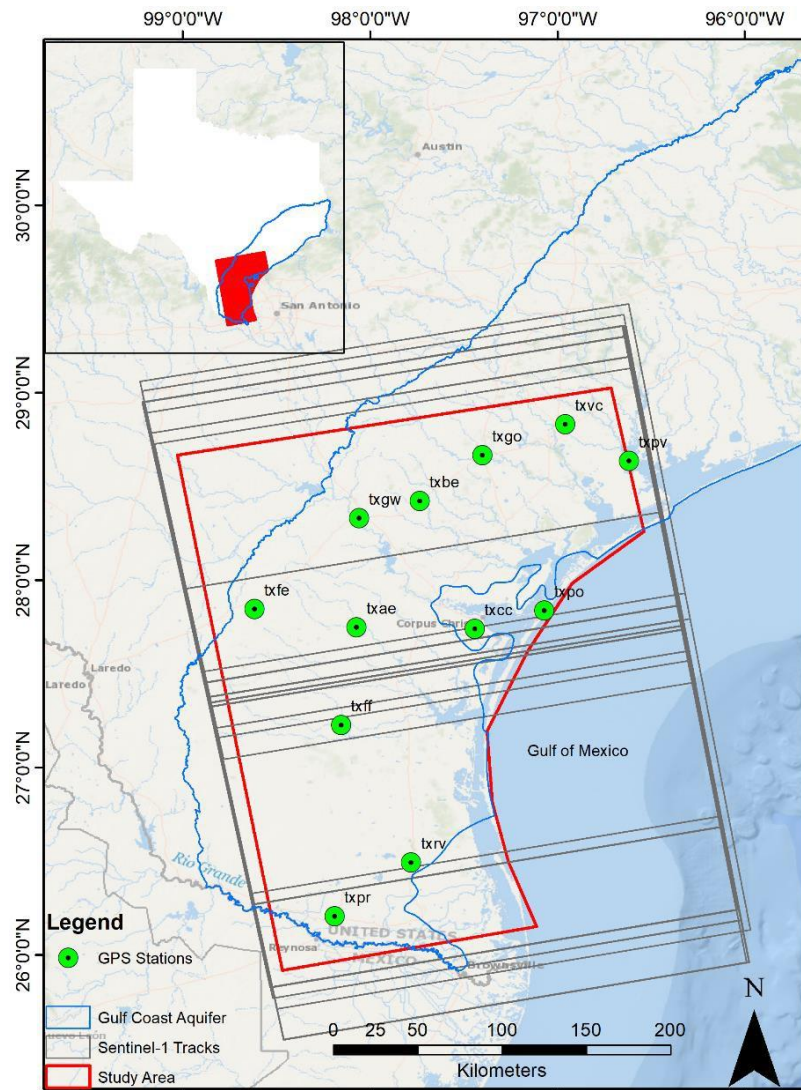 99°0'0"W 98°0'0"W 97°0'0"W 96°0'0"W
30°0'0"N
29°0'0"N
28°0'0"N
27°0'0"N
26°0'0"N
Austin
San Antonio
txvc
txgo
txpv
txbe
txgw
txfe
txpo
txae
txcc
Corpus Chris
Laredo
Laredo
txff
Gulf of Mexico
txrv
Rio Grande
txpr
UNITED STATES
MEXICO
Reynosa
Brownsville
Legend
GPS Stations
Gulf Coast Aquifer
Sentinel-1 Tracks
Study Area
Nuevo León
0 25 50 100 150 200
Kilometers
N